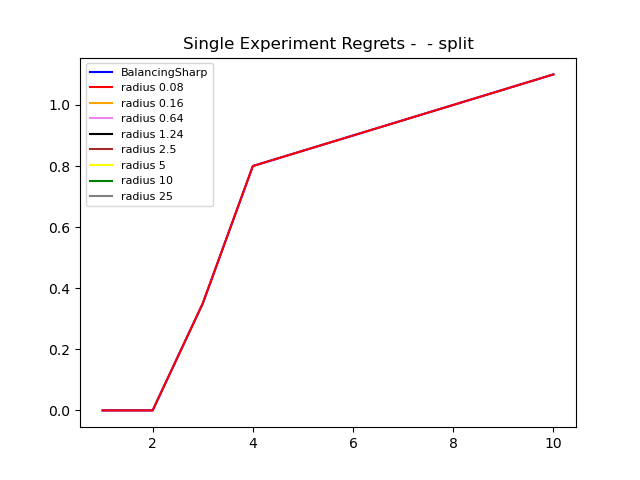 Single Experiment Regrets -  - split
BalancingSharp
radius 0.08
radius 0.16
radius 0.64
radius 1.24
radius 2.5
radius 5
radius 10
radius 25
1.0
0.8
0.6
0.4
0.2
0.0
2
4
6
8
10